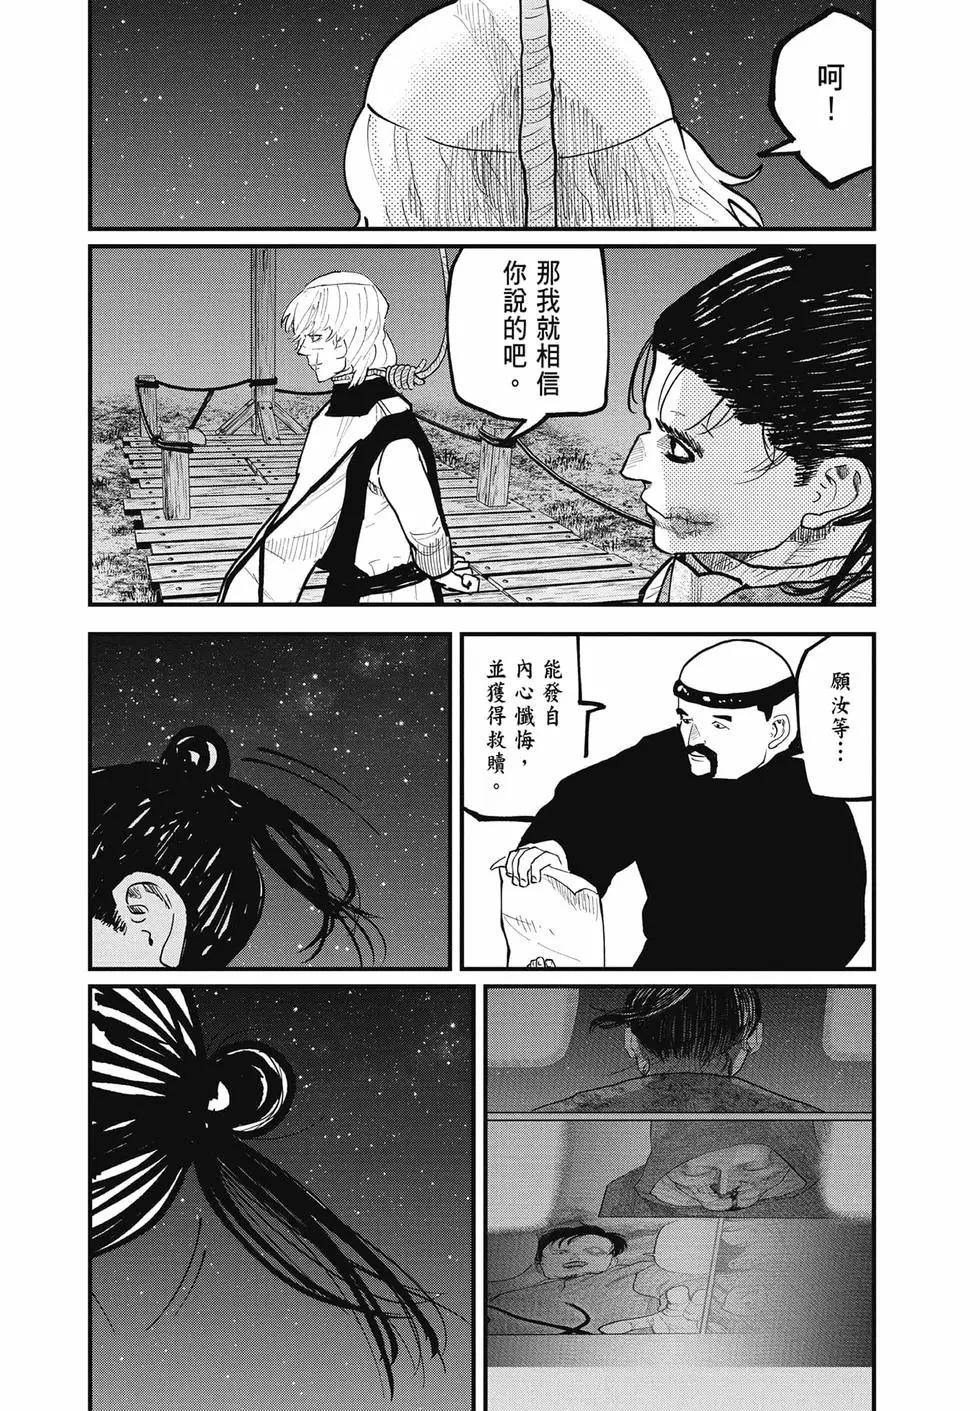 呵！
那我就相信
你說的吧。
願汝等…
能發自
內心懺悔，
並獲得救贖。